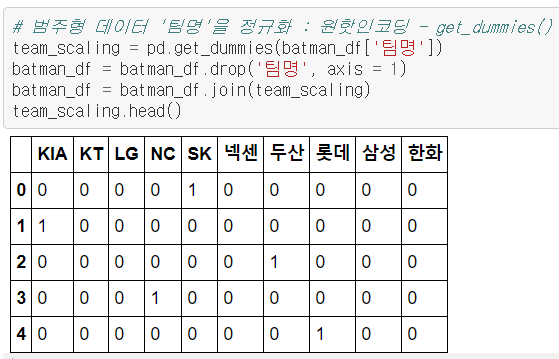 # 범주형 데이터 '팀명'을 정규화 : 원핫인코딩 - get_dummies()
team_scaling = pd.get_dummies(batman_df['팀명'])
batman_df = batman_df.drop('팀명', axis = 1)
batman_df = batman_df.join(team_scaling)
team_scaling.head()
KIA KT LG NC SK 넥센 두산 롯데 삼성 한화
0 0 0 0 0 1 0 0 0 0 0
1 1 0 0 0 0 0 0 0 0 0
2 0 0 0 0 0 0 1 0 0 0
3 0 0 0 1 0 0 0 0 0 0
4 0 0 0 0 0 0 0 1 0 0